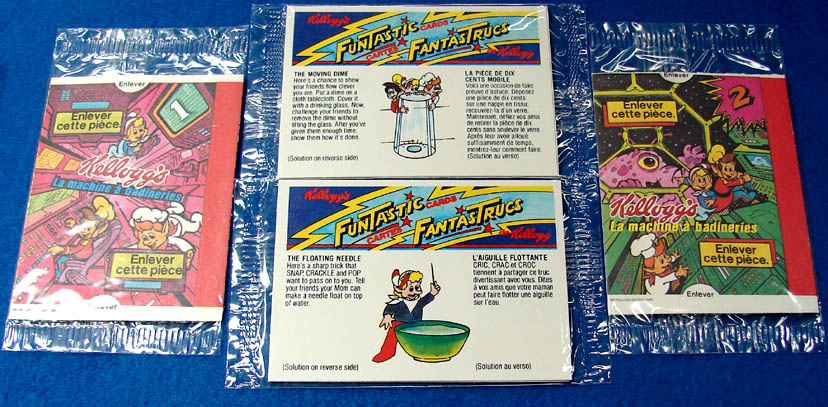 Enlever
Enlever
cette pièce.
1
Kellogg's
La machine à badineries
Enlever
cette pièce
Enlever
Kellogg's
FUNTASTIC CARDS
CARTES FANTASTRUCS
de Kellogg
THE MOVING DIME
Here's a chance to show
your friends how clever
you are. Put a dime on a
cloth tablecloth. Cover it
with a drinking glass. Now,
challenge your friends to
remove the dime without
lifting the glass. After you've
given them enough time,
show them how it's done.
(Solution on reverse side)
LA PIÈCE DE DIX
CENTS MOBILE
Voici une occasion de faire
preuve d'astuce. Déposez
une pièce de dix cents
sur une nappe en tissu;
recouvrez-la d'un verre.
Maintenant, défiez vos amis
de retirer la pièce de dix
cents sans soulever le verre.
Après leur avoir alloué
suffisamment de temps,
montrez-leur comment faire.
(Solution au verso)
Kellogg's
FUNTASTIC CARDS
CARTES FANTASTRUCS
de Kellogg
THE FLOATING NEEDLE
Here's a sharp trick that
SNAP, CRACKLE and POP
want to pass on to you. Tell
your friends your Mom can
make a needle float on top
of water.
(Solution on reverse side)
L'AIGUILLE FLOTTANTE
CRIC, CRAC et CROC
tiennent à partager ce truc
divertissant avec vous. Dites
à vos amis que votre maman
peut faire flotter une aiguille
sur l'eau.
(Solution au verso)
Enlever
Enlever
cette pièce.
2
Kellogg's
La machine à badineries
Enlever
cette pièce.
Enlever